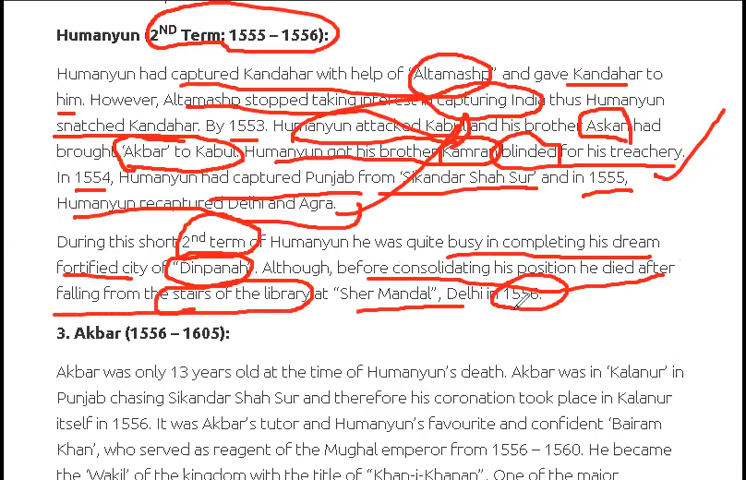 Humanyun (2ND Term: 1555 – 1556):
Humanyun had captured Kandahar with help of "Altamashp" and gave Kandahar to
him. However, Altamashp stopped taking interest in capturing India thus Humanyun
snatched Kandahar. By 1553. Humanyun attacked Kabul and his brother Askari had
brought 'Akbar' to Kabul. Humanyun got his brother Kamran blinded for his treachery.
In 1554, Humanyun had captured Punjab from 'Sikandar Shah Sur' and in 1555,
Humanyun recaptured Delhi and Agra.
During this short 2nd term of Humanyun he was quite busy in completing his dream
fortified city of "Dinpanah". Although, before consolidating his position he died after
falling from the stairs of the library at "Sher Mandal", Delhi in 1556.
3. Akbar (1556 – 1605):
Akbar was only 13 years old at the time of Humanyun's death. Akbar was in 'Kalanur' in
Punjab chasing Sikandar Shah Sur and therefore his coronation took place in Kalanur
itself in 1556. It was Akbar's tutor and Humanyun's favourite and confident 'Bairam
Khan', who served as reagent of the Mughal emperor from 1556 – 1560. He became
the 'Wakil' of the kingdom with the title of "Khan-i-Khanan". One of the major